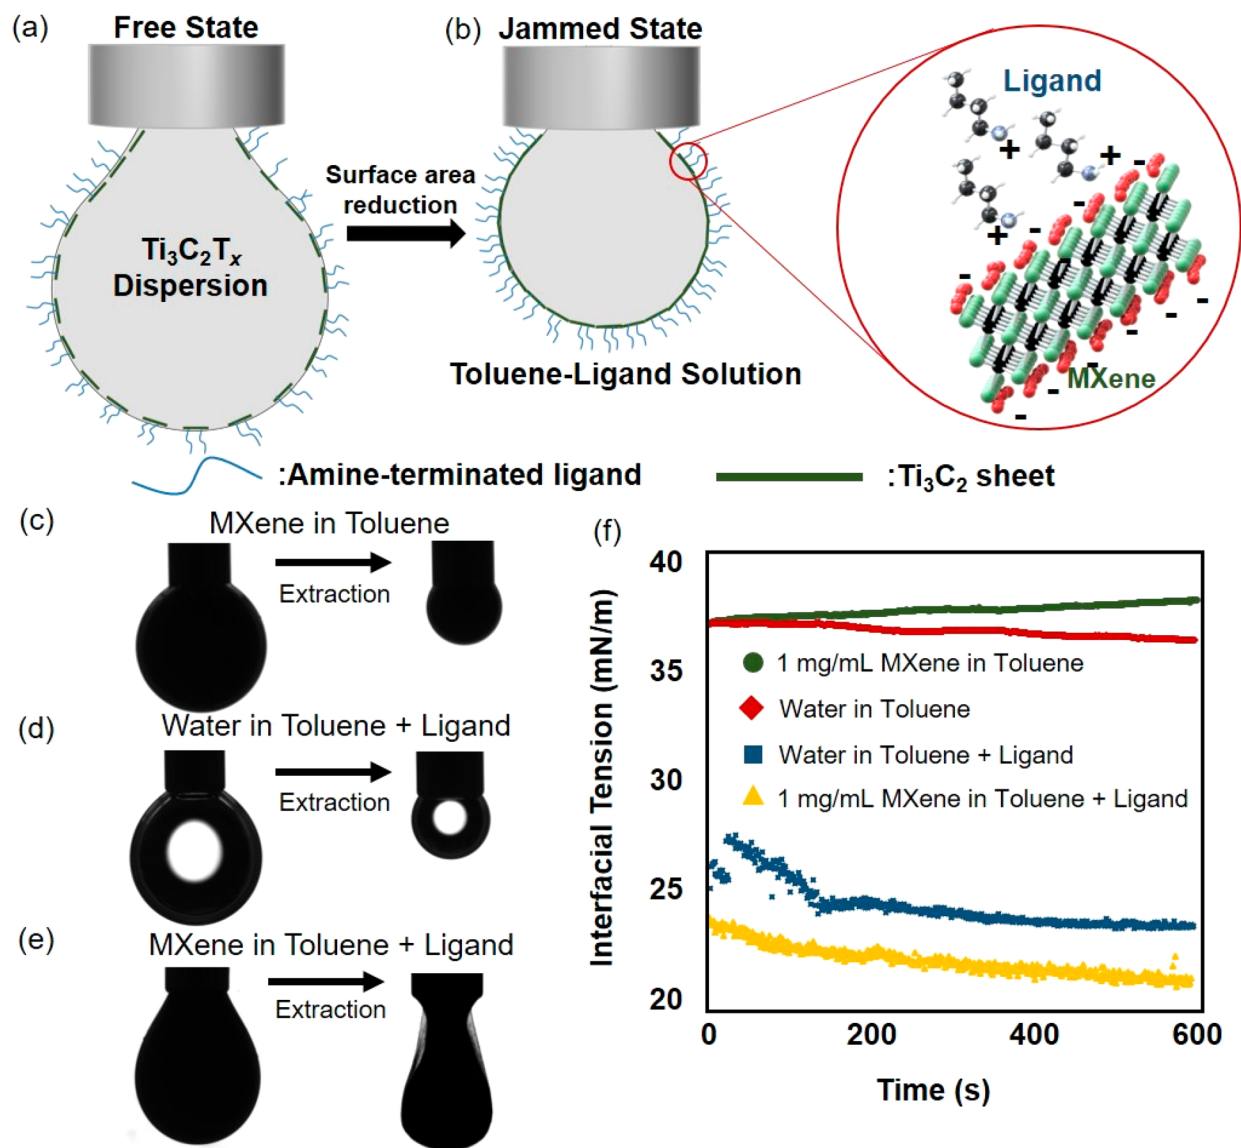 (a)
Free State
(b)
Jammed State
Ligand
+
+
-
-
-
-
+
-
-
-
-
-
-
-
-
MXene
Surface area
reduction
Ti₃C₂Tₓ
Dispersion
Toluene-Ligand Solution
:Amine-terminated ligand
:Ti₃C₂ sheet
(c)
MXene in Toluene
Extraction
(d)
Water in Toluene + Ligand
Extraction
(e)
MXene in Toluene + Ligand
Extraction
(f)
Interfacial Tension (mN/m)
40
35
30
25
20
1 mg/mL MXene in Toluene
Water in Toluene
Water in Toluene + Ligand
1 mg/mL MXene in Toluene + Ligand
0
200
400
600
Time (s)